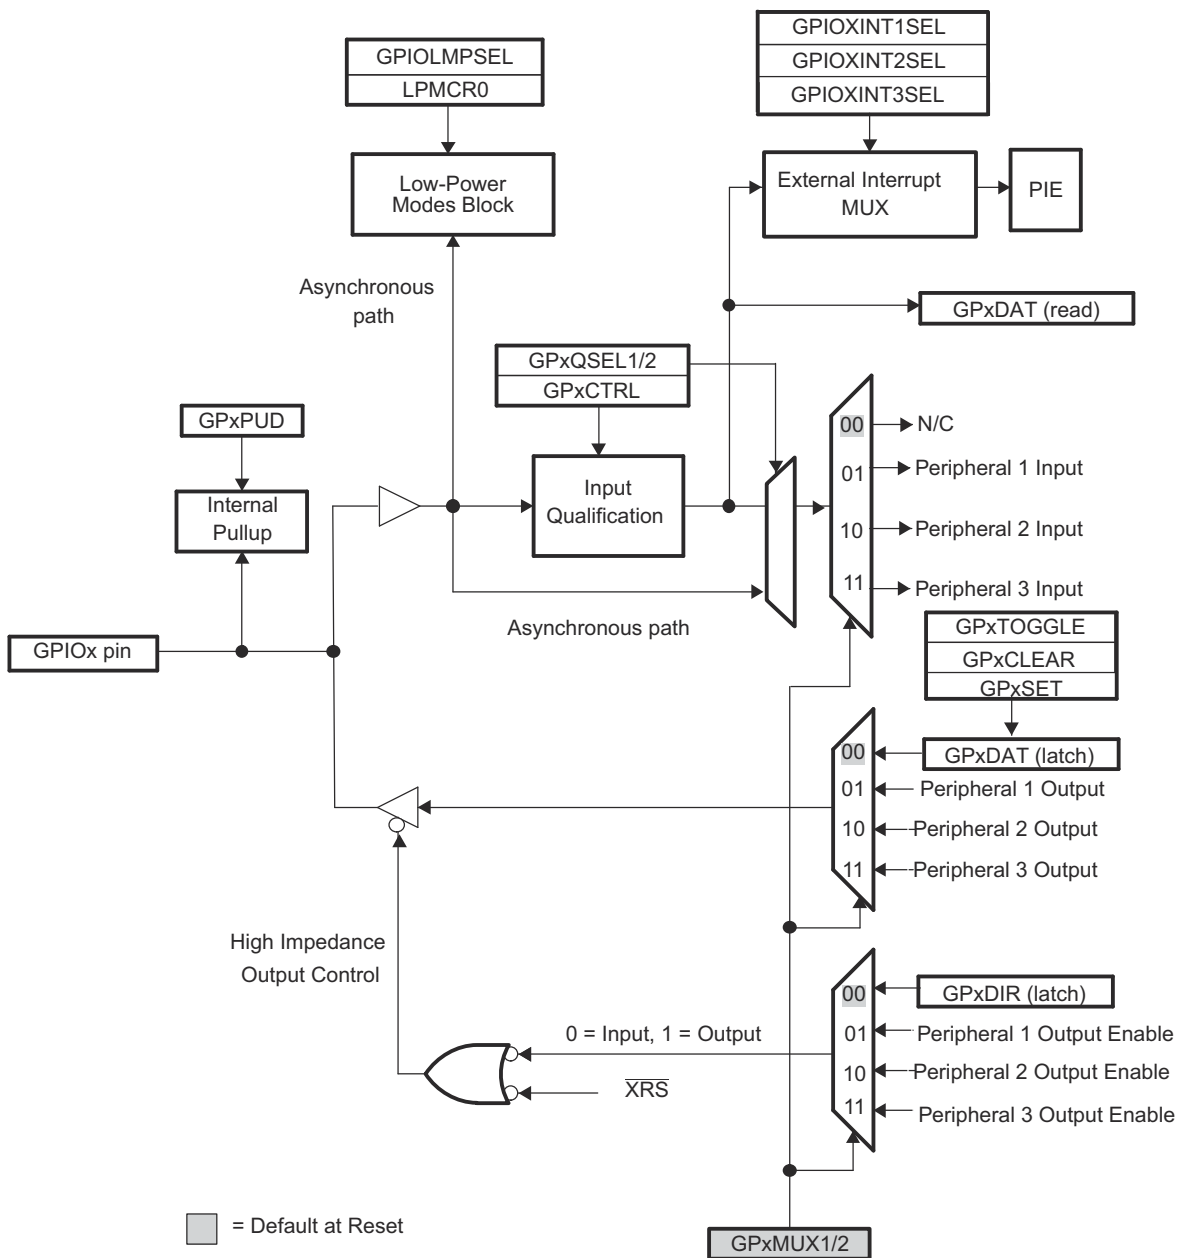 GPIOLMPSEL
LPMCR0
GPIOXINT1SEL
GPIOXINT2SEL
GPIOXINT3SEL
Low-Power
Modes Block
External Interrupt
MUX
PIE
Asynchronous
path
GPxDAT (read)
GPxQSEL1/2
GPxCTRL
GPxPUD
Internal
Pullup
Input
Qualification
00
N/C
01
Peripheral 1 Input
10
Peripheral 2 Input
11
Peripheral 3 Input
Asynchronous path
GPIOx pin
GPxTOGGLE
GPxCLEAR
GPxSET
00
GPxDAT (latch)
01
Peripheral 1 Output
10
Peripheral 2 Output
11
Peripheral 3 Output
High Impedance
Output Control
00
GPxDIR (latch)
0 = Input, 1 = Output
01
Peripheral 1 Output Enable
10
Peripheral 2 Output Enable
XRS
11
Peripheral 3 Output Enable
= Default at Reset
GPxMUX1/2